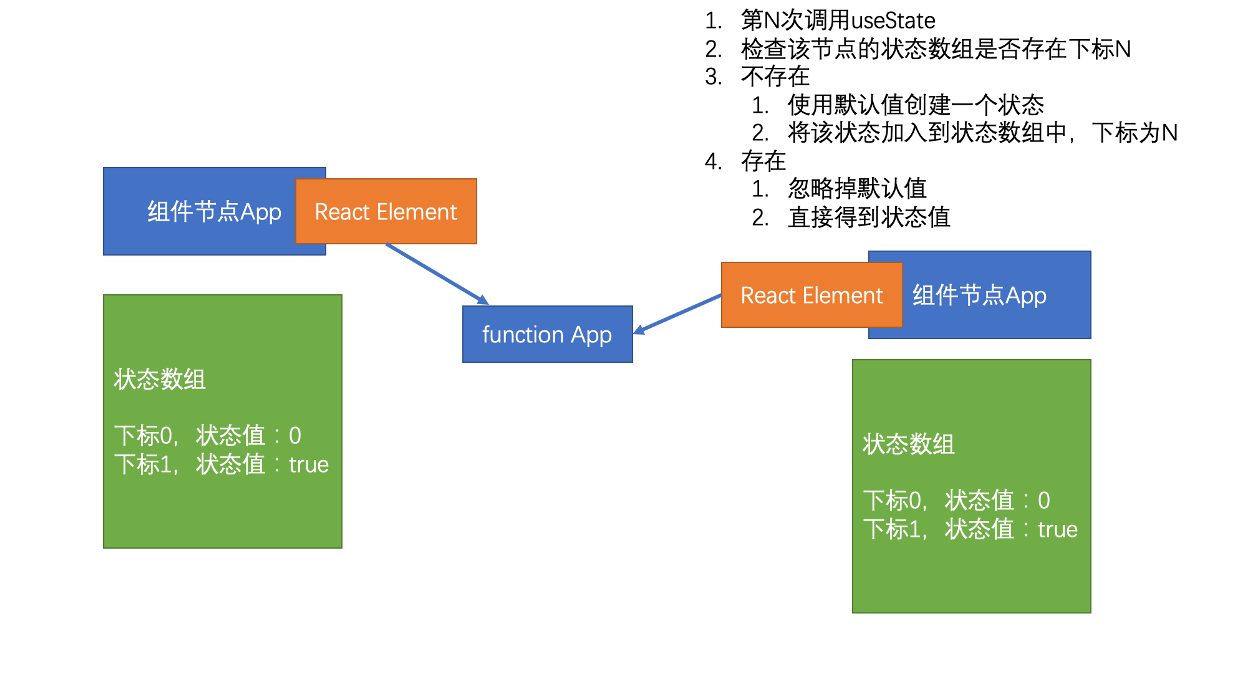 1. 第N次调用useState
2. 检查该节点的状态数组是否存在下标N
3. 不存在
1. 使用默认值创建一个状态
2. 将该状态加入到状态数组中，下标为N
4. 存在
1. 忽略掉默认值
2. 直接得到状态值
组件节点App
React Element
React Element
组件节点App
function App
状态数组
下标0，状态值：0
下标1，状态值：true
状态数组
下标0，状态值：0
下标1，状态值：true